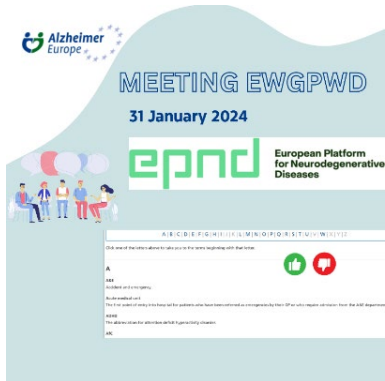 Alzheimer
Europe
MEETING EWGPWD
31 January 2024
epnd
European Platform
for Neurodegenerative
Diseases
A|B|C|D|E|F|G|H|I|J|K|L|M|N|O|P|Q|R|S|T|U|V|W|X|Y|Z
Click one of the letters above to take you to the terms beginning with that letter.
A
A&E
Accident and emergency
Acute medical unit
The first point of entry into hospital for patients who have been referred as emergencies by their GP or who require admission from the A&E department
ADHD
The abbreviation for attention deficit hyperactivity disorder